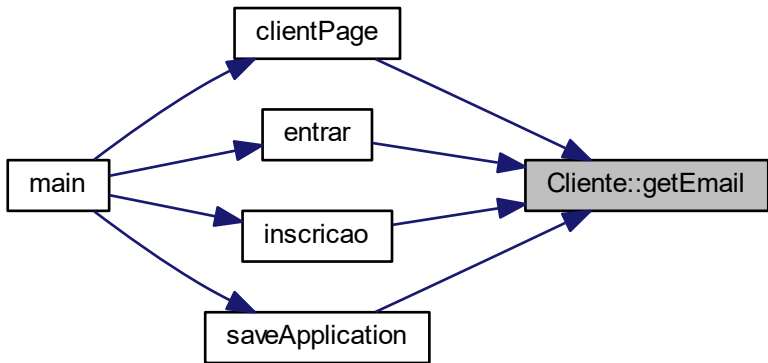 clientPage
entrar
main
Cliente::getEmail
inscricao
saveApplication